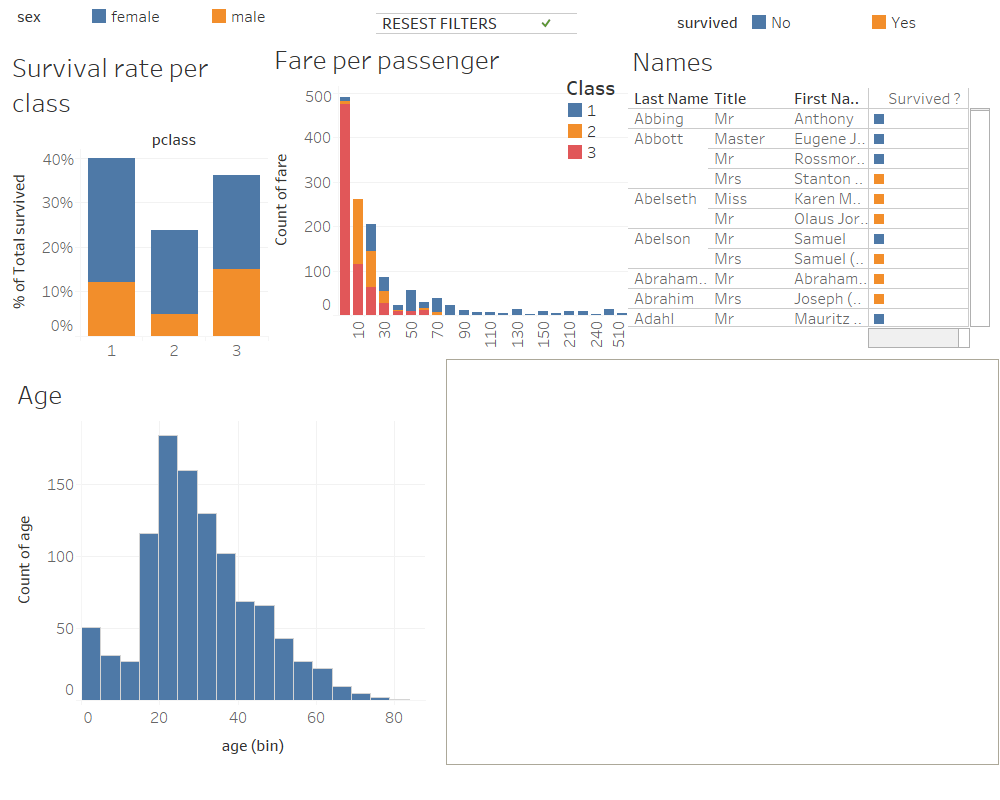 sex female male
RESEST FILTERS
survived No Yes
Survival rate per
class
pclass
% of Total survived
40%
30%
20%
10%
0%
1 2 3
Fare per passenger
Class
1
2
3
Count of fare
500
400
300
200
100
0
10 30 50 70 90 110 130 150 210 240 510
Names
Last Name Title First Na.. Survived ?
Abbing Mr Anthony
Abbott Master Eugene J..
Mr Rossmor..
Mrs Stanton ..
Abelseth Miss Karen M..
Mr Olaus Jor..
Abelson Mr Samuel
Mrs Samuel (..
Abraham.. Mr Abraham..
Abrahim Mrs Joseph (..
Adahl Mr Mauritz ..
Age
Count of age
150
100
50
0
0 20 40 60 80
age (bin)